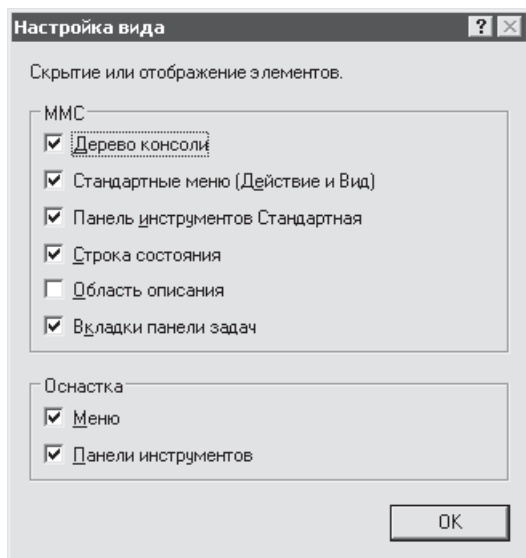 Настройка вида
Скрытие или отображение элементов.
MMC
Дерево консоли
Стандартные меню (Действие и Вид)
Панель инструментов Стандартная
Строка состояния
Область описания
Вкладки панели задач
Оснастка
Меню
Панели инструментов
OK